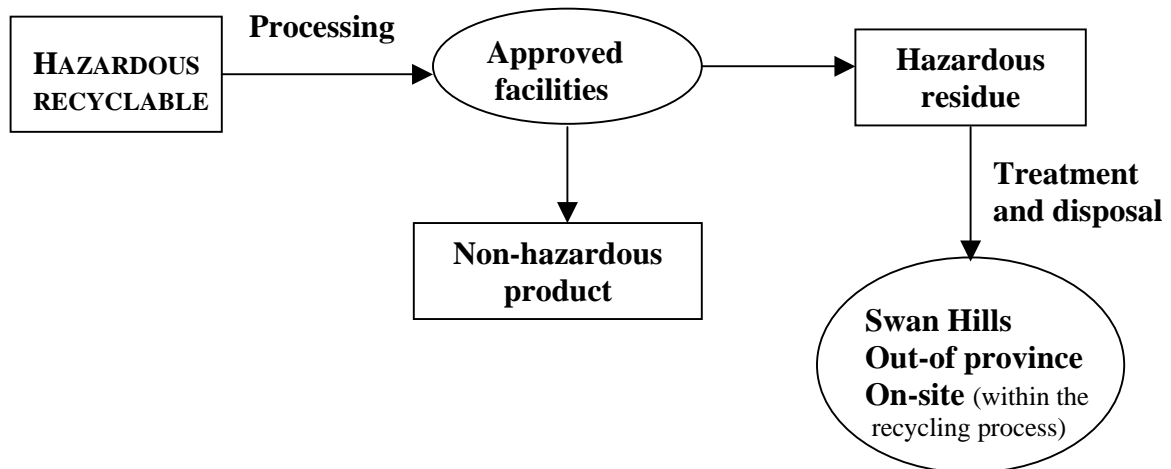 Processing
HAZARDOUS
RECYCLABLE
Approved
facilities
Hazardous
residue
Treatment
and disposal
Non-hazardous
product
Swan Hills
Out-of province
On-site (within the
recycling process)